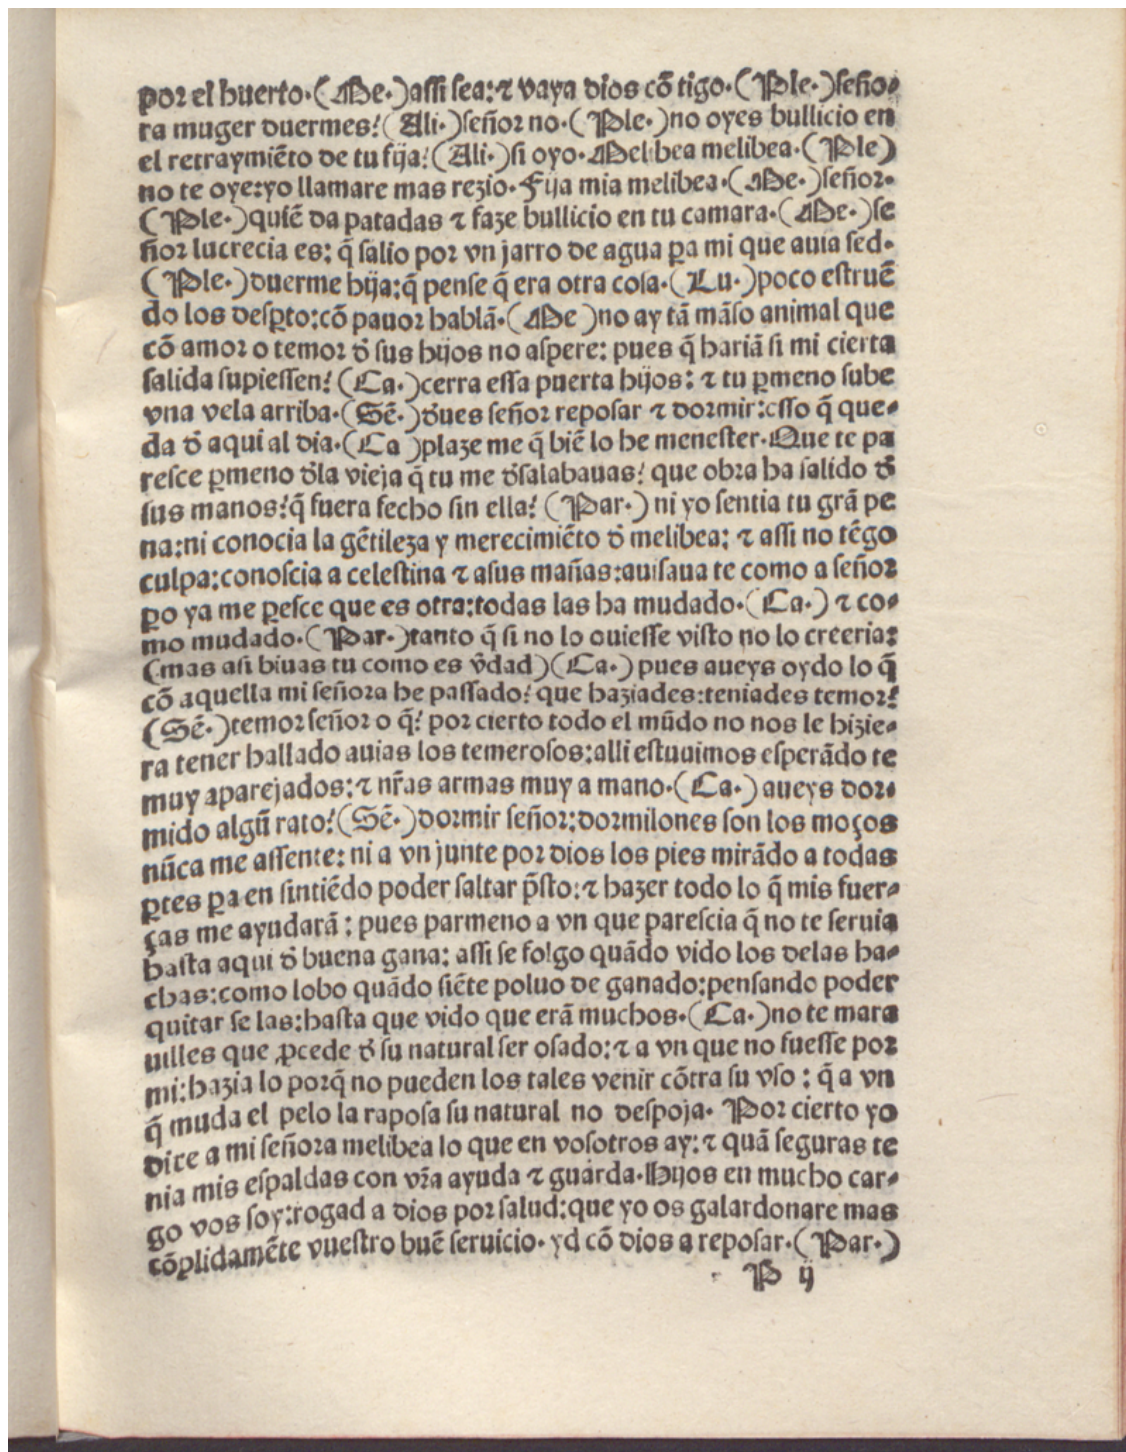 por el huerto.(Me.)assi sea:⁊ vaya dios cõ tigo.(Ple.)seño-
ra muger duermes?(Ali.)señor no.(Ple.)no oyes bullicio en
el retraymiẽto de tu fija?(Ali.)si oyo.Melibea melibea.(Ple)
no te oye:yo llamare mas rezio.Fija mia melibea.(Me.)señor.
(Ple.)quiẽ da patadas ⁊ faze bullicio en tu camara.(Me.)se
ñor lucrecia es: q̃ salio por vn jarro de agua ꝑa mi que auia sed.
(Ple.)duerme hija:q̃ pense q̃ era otra cosa.(Lu.)poco estruẽ
do los desꝑto:cõ pauor hablã.(Me )no ay tã mãso animal que
cõ amor o temor d̃ sus hijos no aspere: pues q̃ hariã si mi cierta
salida supiessen?(Ca.)cerra essa puerta hijos: ⁊ tu ꝑmeno sube
vna vela arriba.(Sẽ.)d̃ues señor reposar ⁊ dormir:esso q̃ que-
da d̃ aqui al dia.(Ca )plaze me q̃ biẽ lo he menester.Que te pa
resce ꝑmeno d̃la vieja q̃ tu me d̃salabauas? que obra ha salido d̃
sus manos?q̃ fuera fecho sin ella? (Par.) ni yo sentia tu grã pe
na:ni conocia la gẽtileza y merecimiẽto d̃ melibea: ⁊ assi no tẽgo
culpa:conoscia a celestina ⁊ asus mañas:auisaua te como a señor
ꝑo ya me ꝑesce que es otra:todas las ha mudado.(Ca.) ⁊ co-
mo mudado.(Par.)tanto q̃ si no lo ouiesse visto no lo creeria:
(mas asi biuas tu como es ṽdad)(Ca.) pues aueys oydo lo q̃
cõ aquella mi señora he passado? que haziades:teniades temor?
(Sẽ.)temor señor o q̃? por cierto todo el mũdo no nos le hizie-
ra tener hallado auias los temerosos:alli estuuimos esperãdo te
muy aparejados:⁊ nr̃as armas muy a mano.(Ca.) aueys dor-
mido algũ rato?(Sẽ.)dormir señor:dormilones son los moços
nũca me assente: ni a vn junte por dios los pies mirãdo a todas
ꝑtes ꝑa en sintiẽdo poder saltar p̃sto:⁊ hazer todo lo q̃ mis fuer-
ças me ayudarã: pues parmeno a vn que parescia q̃ no te seruia
hasta aqui d̃ buena gana: assi se folgo quãdo vido los delas ha-
chas:como lobo quãdo siẽte poluo de ganado:pensando poder
quitar se las:hasta que vido que erã muchos.(Ca.)no te mara
uilles que ꝓcede d̃ su natural ser osado:⁊ a vn que no fuesse por
mi:hazia lo porq̃ no pueden los tales venir cõtra su vso: q̃ a vn
q̃ muda el pelo la raposa su natural no despoja. Por cierto yo
dixe a mi señora melibea lo que en vosotros ay:⁊ quã seguras te
nia mis espaldas con vr̃a ayuda ⁊ guarda.Hijos en mucho car-
go vos soy:rogad a dios por salud:que yo os galardonare mas
cõplidamẽte vuestro buẽ seruicio. yd cõ dios a reposar.(Par.)
P ij